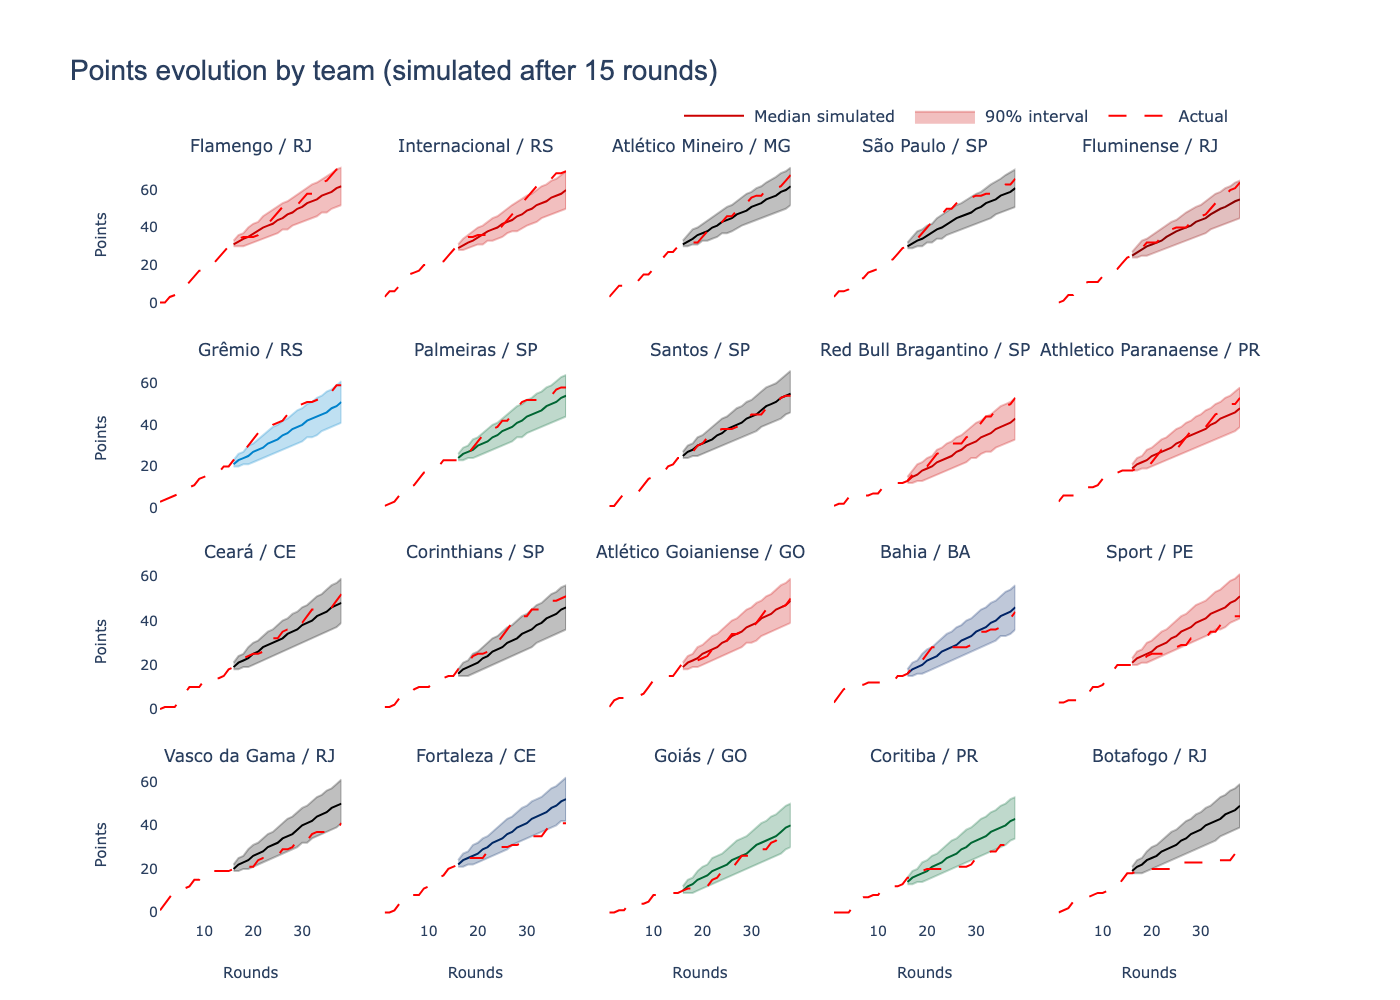 Points evolution by team (simulated after 15 rounds)
Median simulated 90% interval Actual
Flamengo / RJ Internacional / RS Atlético Mineiro / MG São Paulo / SP Fluminense / RJ
60
40
20
0
Points
Grêmio / RS Palmeiras / SP Santos / SP Red Bull Bragantino / SP Athletico Paranaense / PR
60
40
20
0
Points
Ceará / CE Corinthians / SP Atlético Goianiense / GO Bahia / BA Sport / PE
60
40
20
0
Points
Vasco da Gama / RJ Fortaleza / CE Goiás / GO Coritiba / PR Botafogo / RJ
60
40
20
0
Points
10 20 30 10 20 30 10 20 30 10 20 30 10 20 30
Rounds Rounds Rounds Rounds Rounds